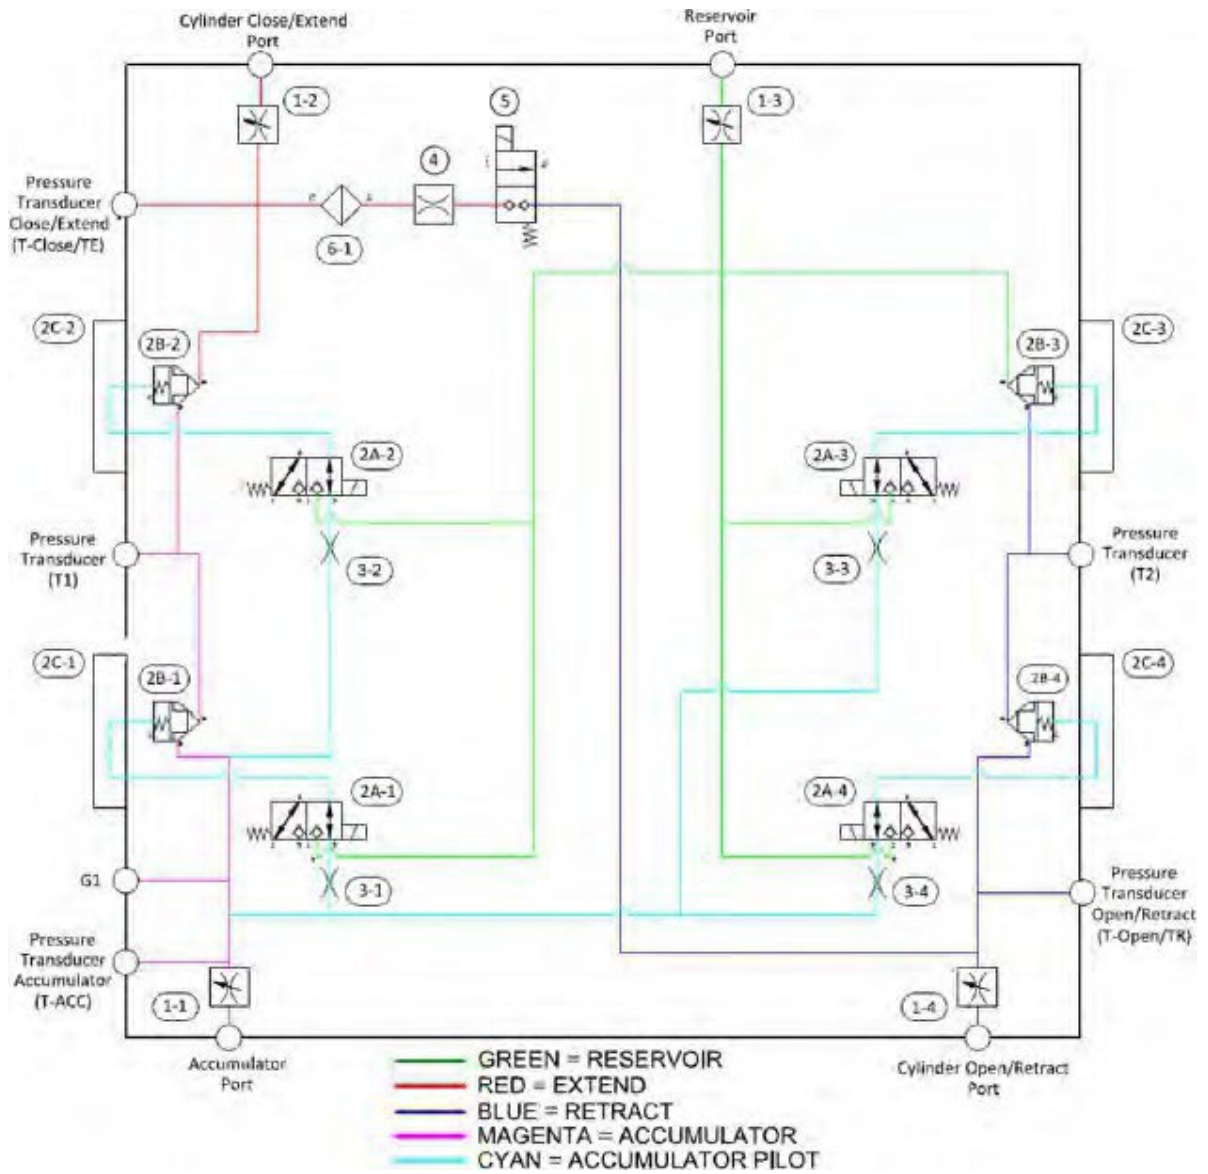 Cylinder Close/Extend
Port
Reservoir
Port
1-2
5
1-3
4
Pressure
Transducer
Close/Extend
(T-Close/TE)
6-1
2C-2
2B-2
2B-3
2C-3
2A-2
2A-3
Pressure
Transducer
(T1)
3-2
3-3
Pressure
Transducer
(T2)
2C-1
2B-1
2B-4
2C-4
2A-1
2A-4
G1
3-1
3-4
Pressure
Transducer
Open/Retract
(T-Open/TR)
Pressure
Transducer
Accumulator
(T-ACC)
1-1
1-4
Accumulator
Port
Cylinder Open/Retract
Port
GREEN = RESERVOIR
RED = EXTEND
BLUE = RETRACT
MAGENTA = ACCUMULATOR
CYAN = ACCUMULATOR PILOT